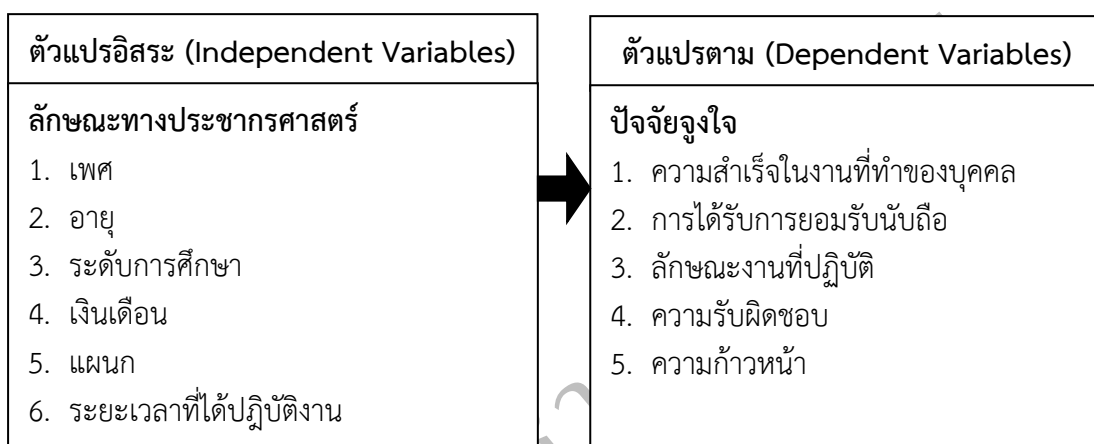 ตัวแปรอิสระ (Independent Variables)
ลักษณะทางประชากรศาสตร์
1. เพศ
2. อายุ
3. ระดับการศึกษา
4. เงินเดือน
5. แผนก
6. ระยะเวลาที่ได้ปฎิบัติงาน
ตัวแปรตาม (Dependent Variables)
ปัจจัยจูงใจ
1. ความสำเร็จในงานที่ทำของบุคคล
2. การได้รับการยอมรับนับถือ
3. ลักษณะงานที่ปฏิบัติ
4. ความรับผิดชอบ
5. ความก้าวหน้า